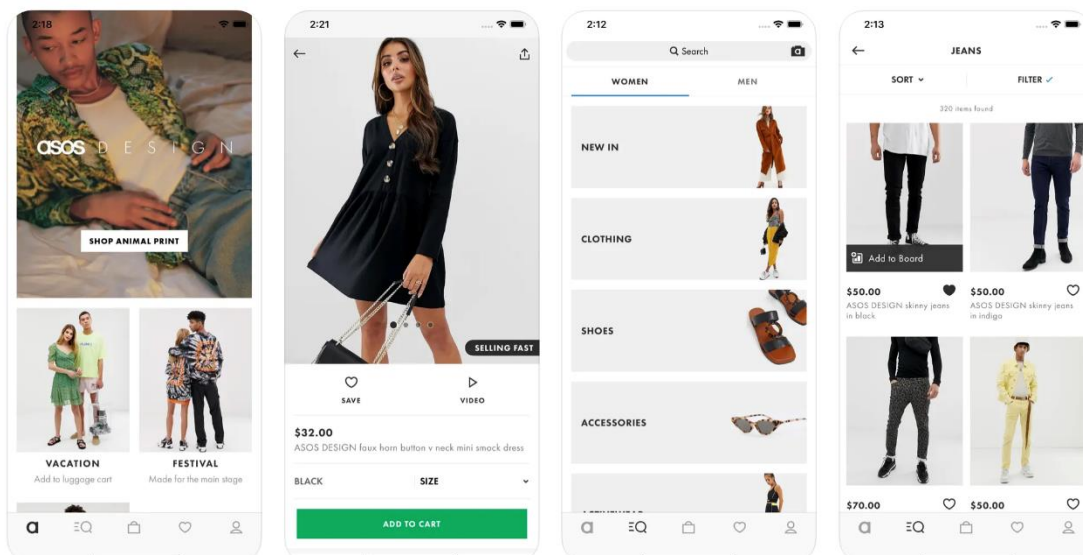 2:18
asos DESIGN
SHOP ANIMAL PRINT
VACATION
Add to luggage cart
FESTIVAL
Made for the main stage
a
2:21
SELLING FAST
SAVE
VIDEO
$32.00
ASOS DESIGN faux horn button v neck mini smock dress
BLACK
SIZE
ADD TO CART
2:12
Search
a
WOMEN
MEN
NEW IN
CLOTHING
SHOES
ACCESSORIES
a
2:13
JEANS
SORT
FILTER
320 items found
Add to Board
$50.00
ASOS DESIGN skinny jeans
in black
$50.00
ASOS DESIGN skinny jeans
in indigo
$70.00
$50.00
a